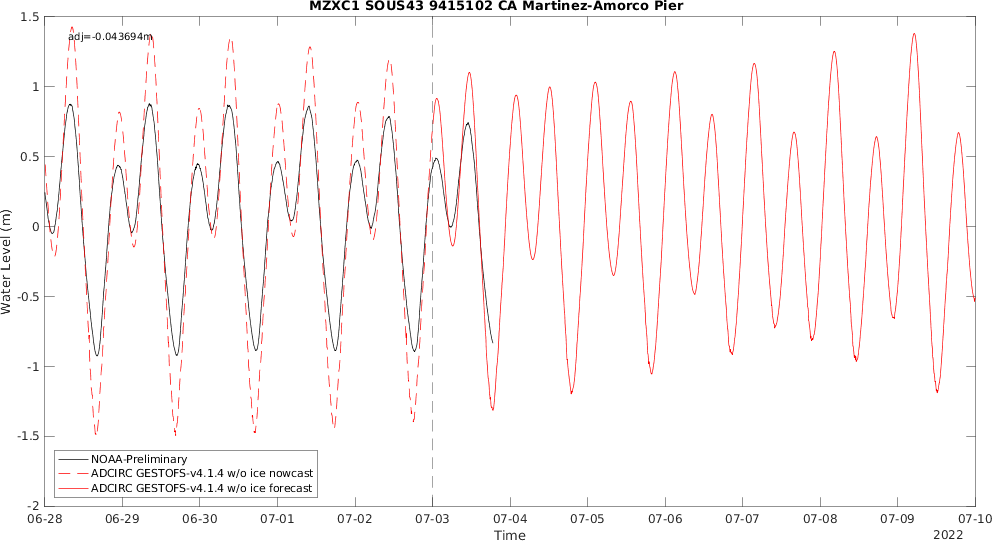 MZXC1 SOUS43 9415102 CA Martinez-Amorco Pier
adj=-0.043694m
Water Level (m)
1.5
1
0.5
0
-0.5
-1
-1.5
-2
NOAA-Preliminary
ADCIRC GESTOFS-v4.1.4 w/o ice nowcast
ADCIRC GESTOFS-v4.1.4 w/o ice forecast
06-28 06-29 06-30 07-01 07-02 07-03 07-04 07-05 07-06 07-07 07-08 07-09 07-10
Time
2022